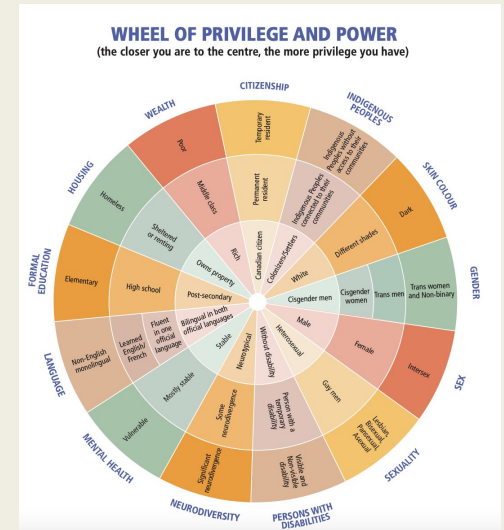 WHEEL OF PRIVILEGE AND POWER
(the closer you are to the centre, the more privilege you have)
CITIZENSHIP
Temporary
resident
Permanent
resident
Canadian citizen
INDIGENOUS
PEOPLES
Indigenous
Peoples without
access to their
communities
Indigenous Peoples
connected to their
communities
Colonizers/Settlers
SKIN COLOUR
Dark
Different shades
White
GENDER
Trans women
and Non-binary
Trans men
Cisgender
women
Cisgender men
SEX
Intersex
Female
Male
SEXUALITY
Lesbian,
Bisexual,
Pansexual,
Asexual
Gay men
Heterosexual
PERSONS WITH
DISABILITIES
Visible and
Non-visible
disability
Person with a
temporary
disability
Without disability
NEURODIVERSITY
Significant
neurodivergence
Some
neurodivergence
Neurotypical
MENTAL HEALTH
Vulnerable
Mostly stable
Stable
LANGUAGE
Non-English
monolingual
Learned
English/
French
Fluent
in one
official
language
Bilingual in both
official languages
FORMAL
EDUCATION
Elementary
High school
Post-secondary
HOUSING
Homeless
Sheltered
or renting
Owns property
WEALTH
Poor
Middle class
Rich